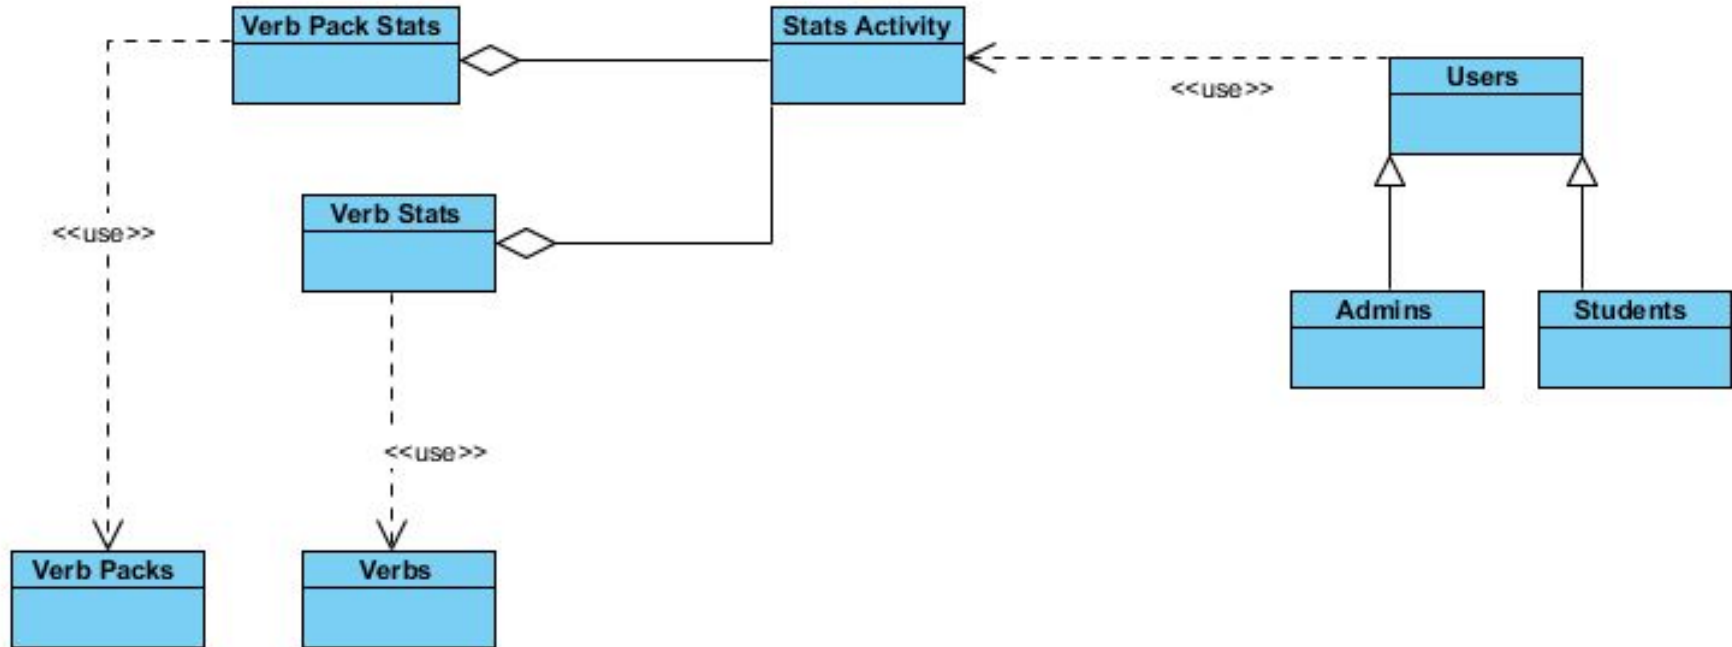 Verb Pack Stats
Stats Activity
Users
<<use>>
Verb Stats
<<use>>
Admins
Students
<<use>>
Verb Packs
Verbs